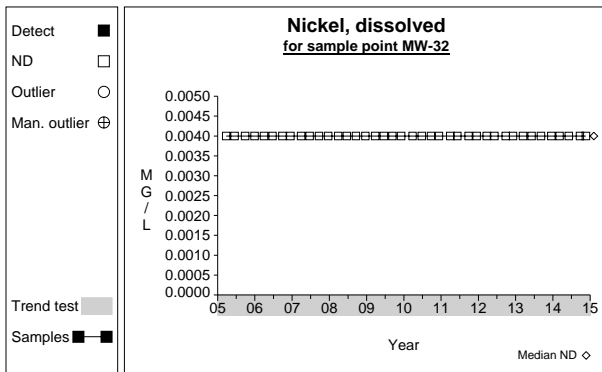 Detect
ND
Outlier
Man. outlier
Trend test
Samples
Nickel, dissolved
for sample point MW-32
M
G
/
L
0.0050
0.0045
0.0040
0.0035
0.0030
0.0025
0.0020
0.0015
0.0010
0.0005
0.0000
05 06 07 08 09 10 11 12 13 14 15
Year
Median ND